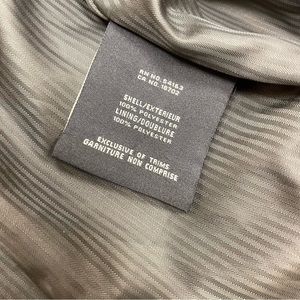 RN NO. 54163
CA NO. 18702
SHELL/EXTERIEUR
100% POLYESTER
LINING/DOUBLURE
100% POLYESTER
EXCLUSIVE OF TRIMS
GARNITURE NON COMPRISE